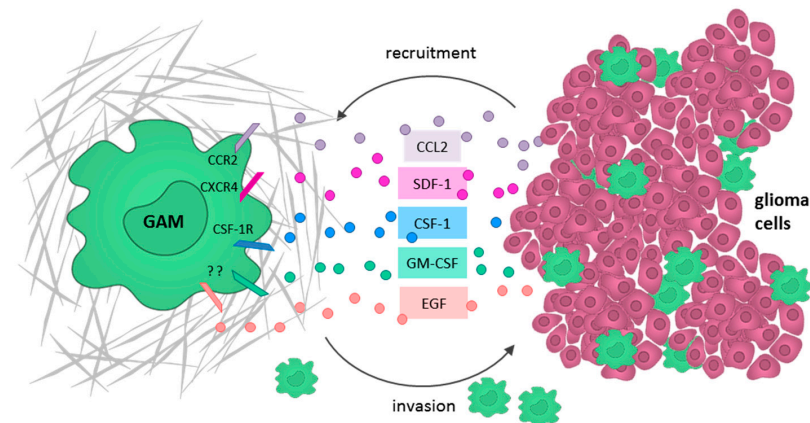 recruitment
CCR2
CXCR4
GAM
CSF-1R
? ?
CCL2
SDF-1
CSF-1
GM-CSF
EGF
glioma
cells
invasion